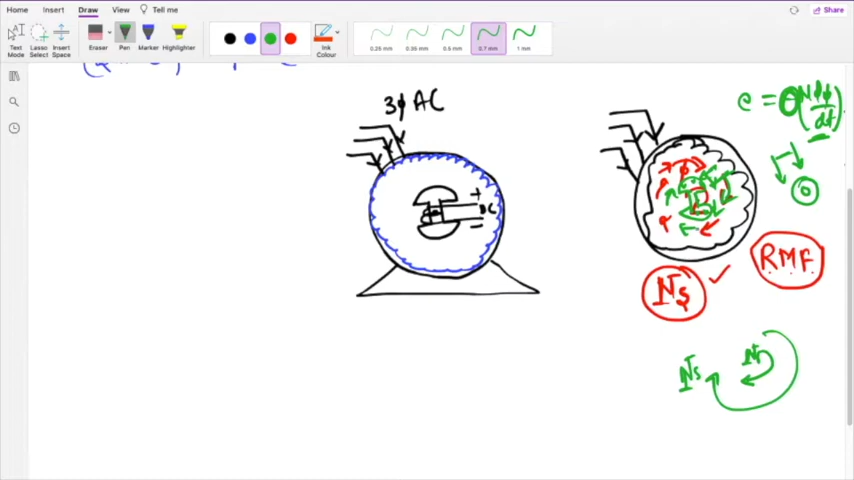 Home Insert Draw View Tell me
Share
Text Mode
Lasso Select
Insert Space
Eraser
Pen
Marker
Highlighter
0.25 mm
0.35 mm
0.5 mm
0.7 mm
1 mm
Ink Colour
3φ AC
e = N dφ/dt
φ
+
DC
−
RMF
Ns
Ns
Nr